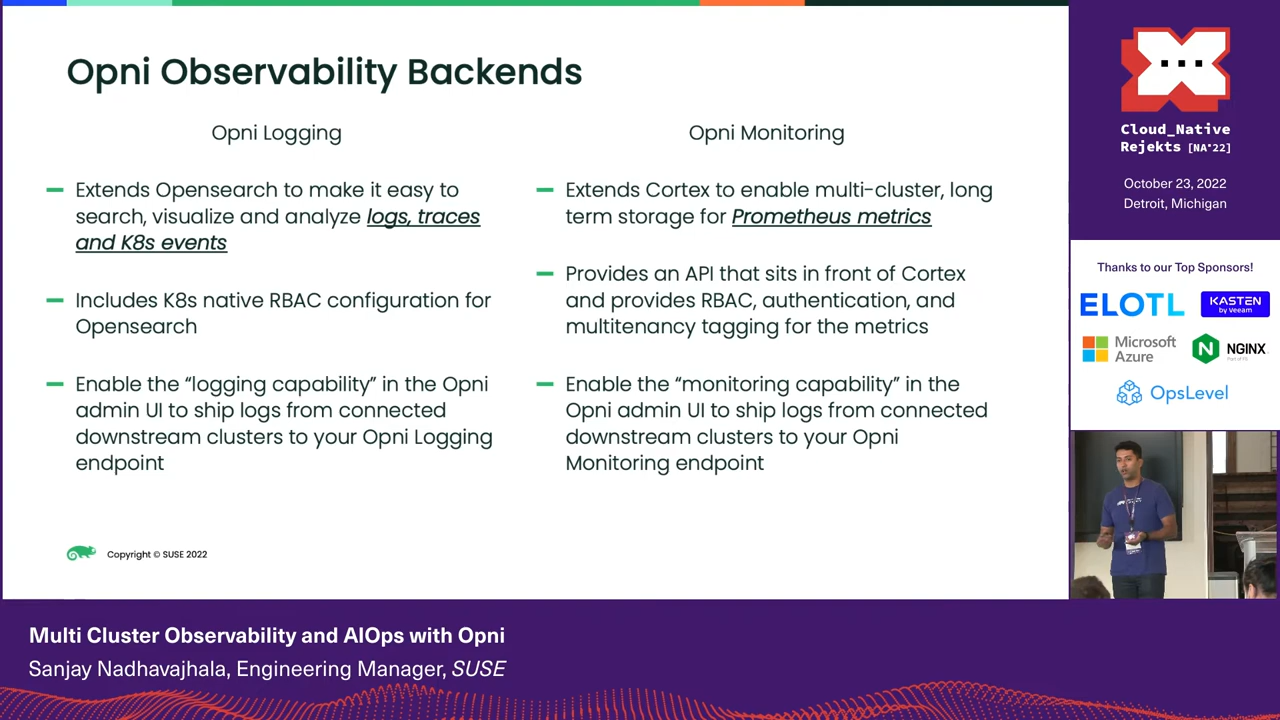 Opni Observability Backends
Opni Logging
Extends Opensearch to make it easy to
search, visualize and analyze logs, traces
and K8s events
Includes K8s native RBAC configuration for
Opensearch
Enable the “logging capability” in the Opni
admin UI to ship logs from connected
downstream clusters to your Opni Logging
endpoint
Opni Monitoring
Extends Cortex to enable multi-cluster, long
term storage for Prometheus metrics
Provides an API that sits in front of Cortex
and provides RBAC, authentication, and
multitenancy tagging for the metrics
Enable the “monitoring capability” in the
Opni admin UI to ship logs from connected
downstream clusters to your Opni
Monitoring endpoint
Copyright © SUSE 2022
Cloud_Native
Rejekts [NA'22]
October 23, 2022
Detroit, Michigan
Thanks to our Top Sponsors!
ELOTL
KASTEN
by Veeam
Microsoft
Azure
N
NGINX
Part of F5
OpsLevel
Multi Cluster Observability and AIOps with Opni
Sanjay Nadhavajhala, Engineering Manager, SUSE